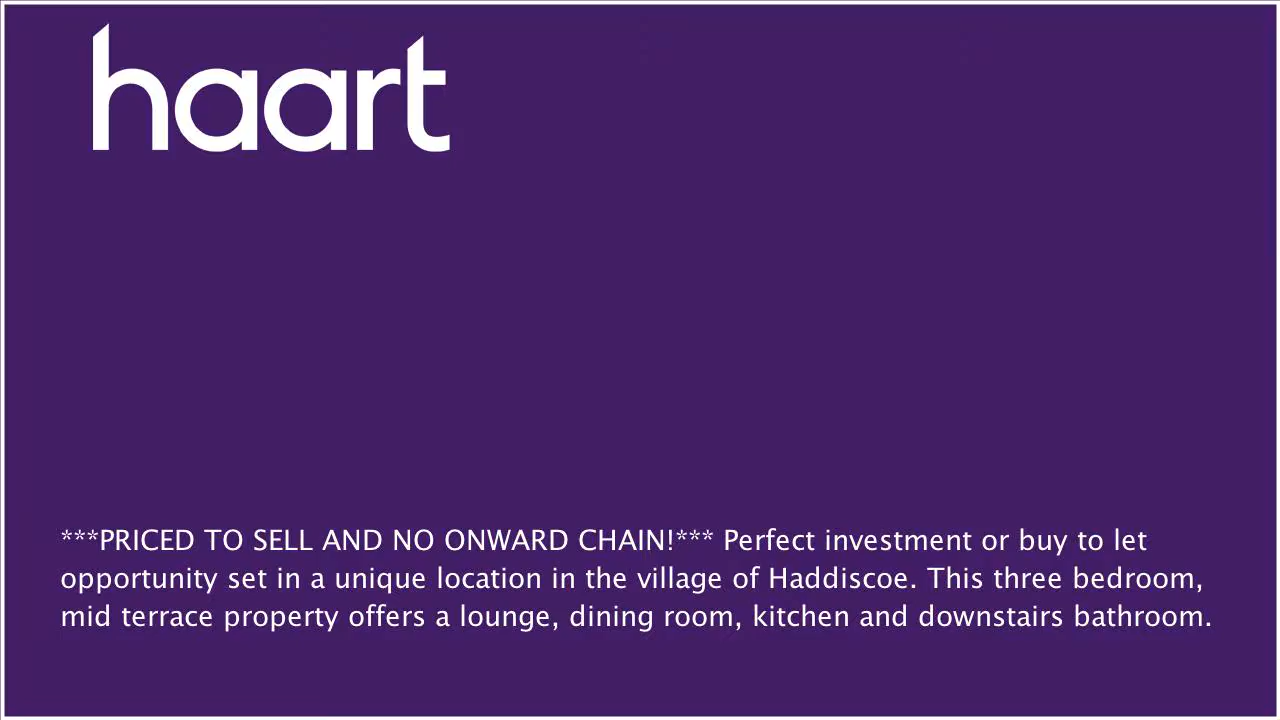 haart
***PRICED TO SELL AND NO ONWARD CHAIN!*** Perfect investment or buy to let
opportunity set in a unique location in the village of Haddiscoe. This three bedroom,
mid terrace property offers a lounge, dining room, kitchen and downstairs bathroom.